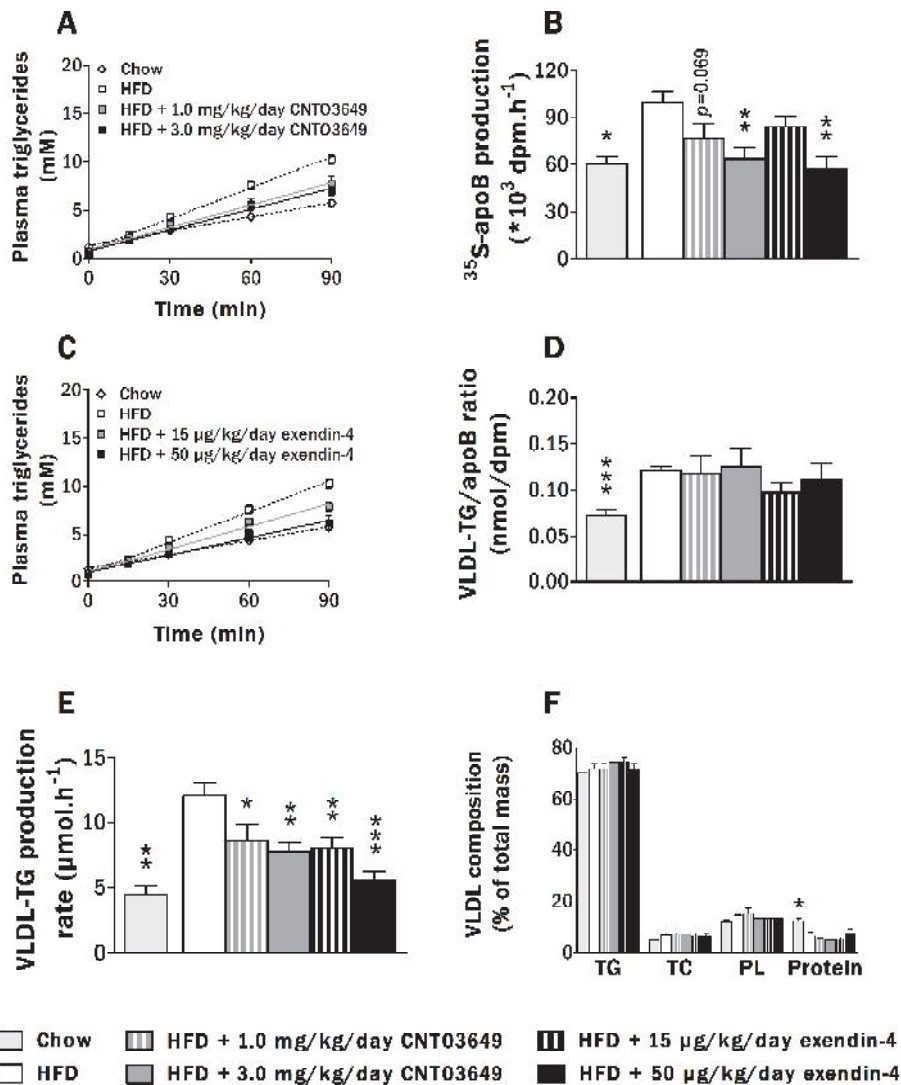 A
Plasma triglycerides
(mM)
20
15
10
5
0
Chow
HFD
HFD + 1.0 mg/kg/day CNTO3649
HFD + 3.0 mg/kg/day CNTO3649
0 30 60 90
Time (min)
B
35S-apoB production
(*10³ dpm.h⁻¹)
120
90
60
30
0
*
p=0.069
**
**
C
Plasma triglycerides
(mM)
20
15
10
5
0
Chow
HFD
HFD + 15 µg/kg/day exendin-4
HFD + 50 µg/kg/day exendin-4
0 30 60 90
Time (min)
D
VLDL-TG/apoB ratio
(nmol/dpm)
0.20
0.15
0.10
0.05
0.00
***
E
VLDL-TG production
rate (µmol.h⁻¹)
15
10
5
0
**
*
**
**
***
F
VLDL composition
(% of total mass)
80
60
40
20
0
*
TG TC PL Protein
Chow HFD + 1.0 mg/kg/day CNTO3649 HFD + 15 µg/kg/day exendin-4
HFD HFD + 3.0 mg/kg/day CNTO3649 HFD + 50 µg/kg/day exendin-4